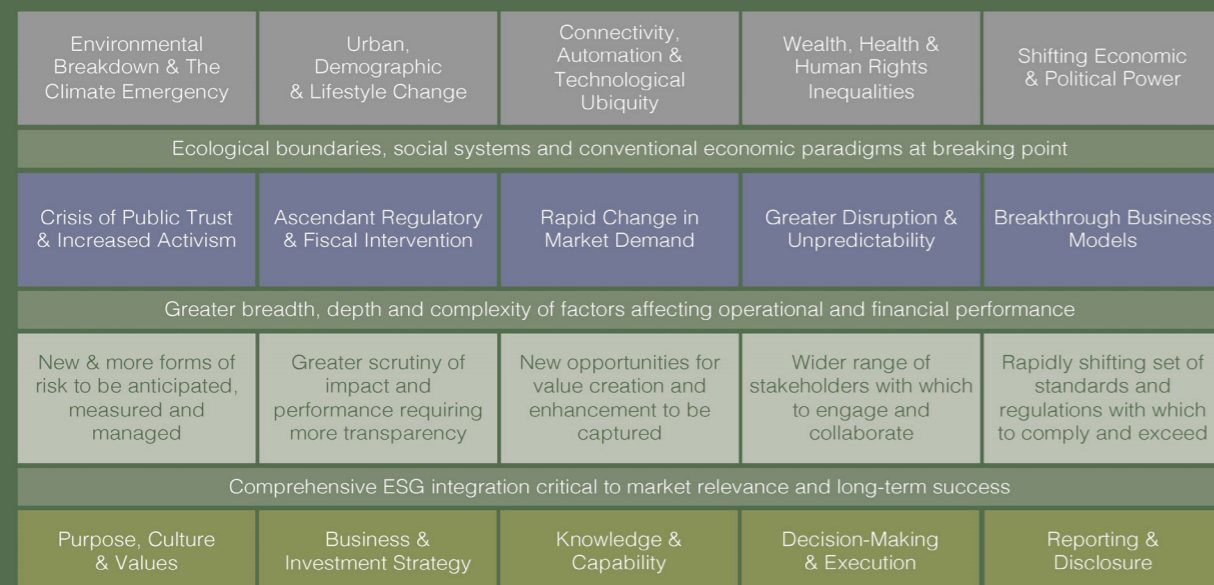 Environmental
Breakdown & The
Climate Emergency
Urban,
Demographic
& Lifestyle Change
Connectivity,
Automation &
Technological
Ubiquity
Wealth, Health &
Human Rights
Inequalities
Shifting Economic
& Political Power
Ecological boundaries, social systems and conventional economic paradigms at breaking point
Crisis of Public Trust
& Increased Activism
Ascendant Regulatory
& Fiscal Intervention
Rapid Change in
Market Demand
Greater Disruption &
Unpredictability
Breakthrough Business
Models
Greater breadth, depth and complexity of factors affecting operational and financial performance
New & more forms of
risk to be anticipated,
measured and
managed
Greater scrutiny of
impact and
performance requiring
more transparency
New opportunities for
value creation and
enhancement to be
captured
Wider range of
stakeholders with which
to engage and
collaborate
Rapidly shifting set of
standards and
regulations with which
to comply and exceed
Comprehensive ESG integration critical to market relevance and long-term success
Purpose, Culture
& Values
Business &
Investment Strategy
Knowledge &
Capability
Decision-Making
& Execution
Reporting &
Disclosure